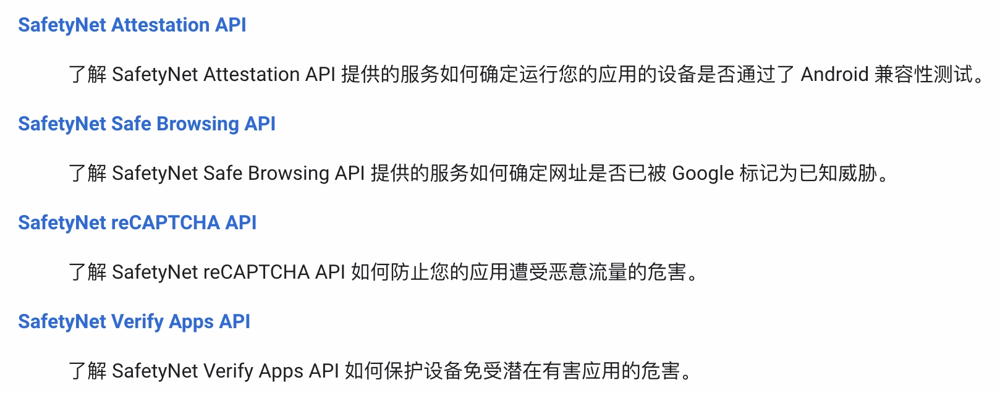 SafetyNet Attestation API
了解 SafetyNet Attestation API 提供的服务如何确定运行您的应用的设备是否通过了 Android 兼容性测试。
SafetyNet Safe Browsing API
了解 SafetyNet Safe Browsing API 提供的服务如何确定网址是否已被 Google 标记为已知威胁。
SafetyNet reCAPTCHA API
了解 SafetyNet reCAPTCHA API 如何防止您的应用遭受恶意流量的危害。
SafetyNet Verify Apps API
了解 SafetyNet Verify Apps API 如何保护设备免受潜在有害应用的危害。